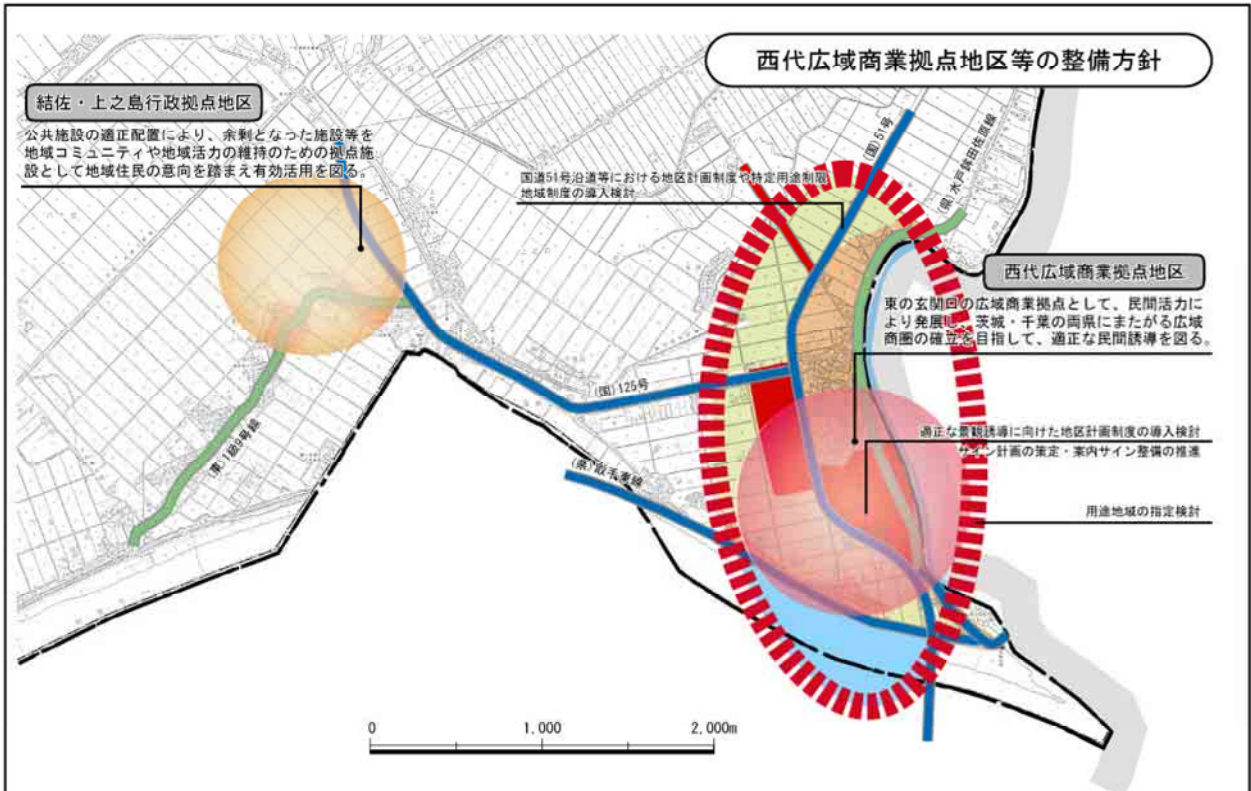 西代広域商業拠点地区等の整備方針
結佐・上之島行政拠点地区
公共施設の適正配置により、余剰となった施設等を
地域コミュニティや地域活力の維持のための拠点施
設として地域住民の意向を踏まえ有効活用を図る。
国道51号沿道等における地区計画制度や特定用途制限
地域制度の導入検討
(国)51号
(県)水戸鉾田佐原線
西代広域商業拠点地区
東の玄関口の広域商業拠点として、民間活力に
より発展し、茨城・千葉の両県にまたがる広域
商圏の確立を目指して、適正な民間誘導を図る。
(国)125号
(東)1級9号線
(県)取手東線
適正な景観誘導に向けた地区計画制度の導入検討
サイン計画の策定・案内サイン整備の推進
用途地域の指定検討
0 1,000 2,000m